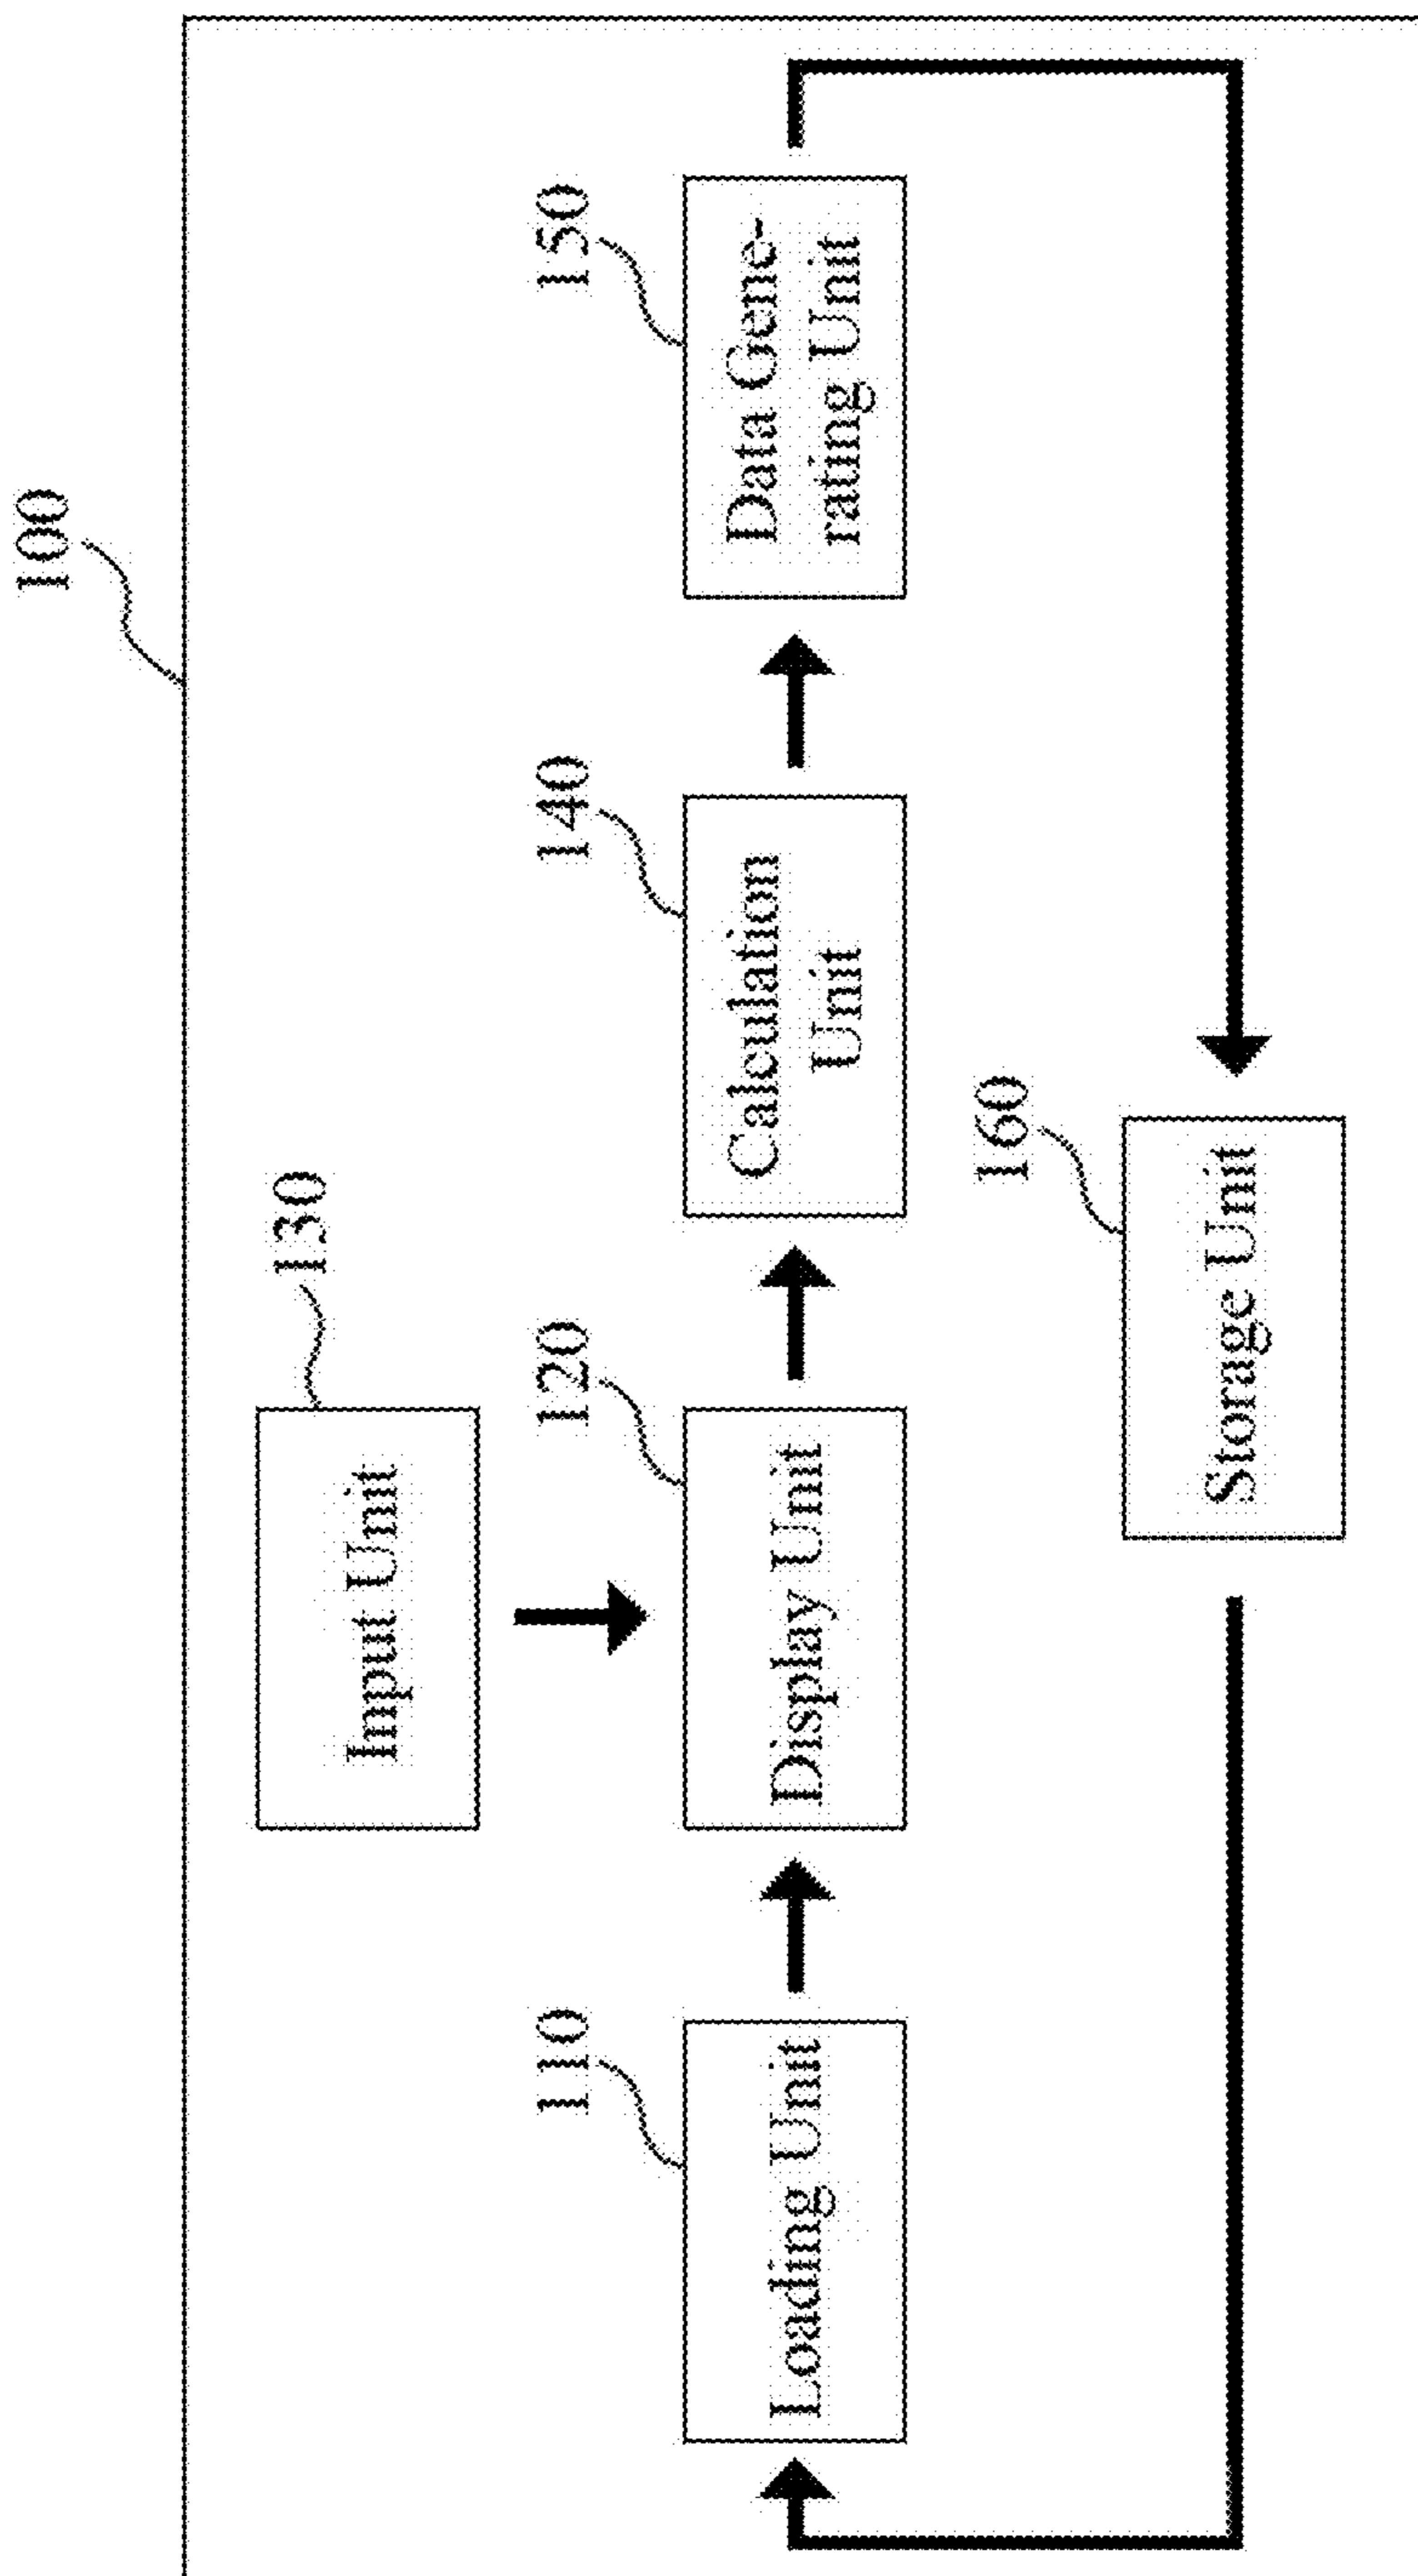 100
130
Input Unit
110
120
140
150
Loading Unit
Display Unit
Calculation
Unit
Data Gene-
rating Unit
160
Storage Unit